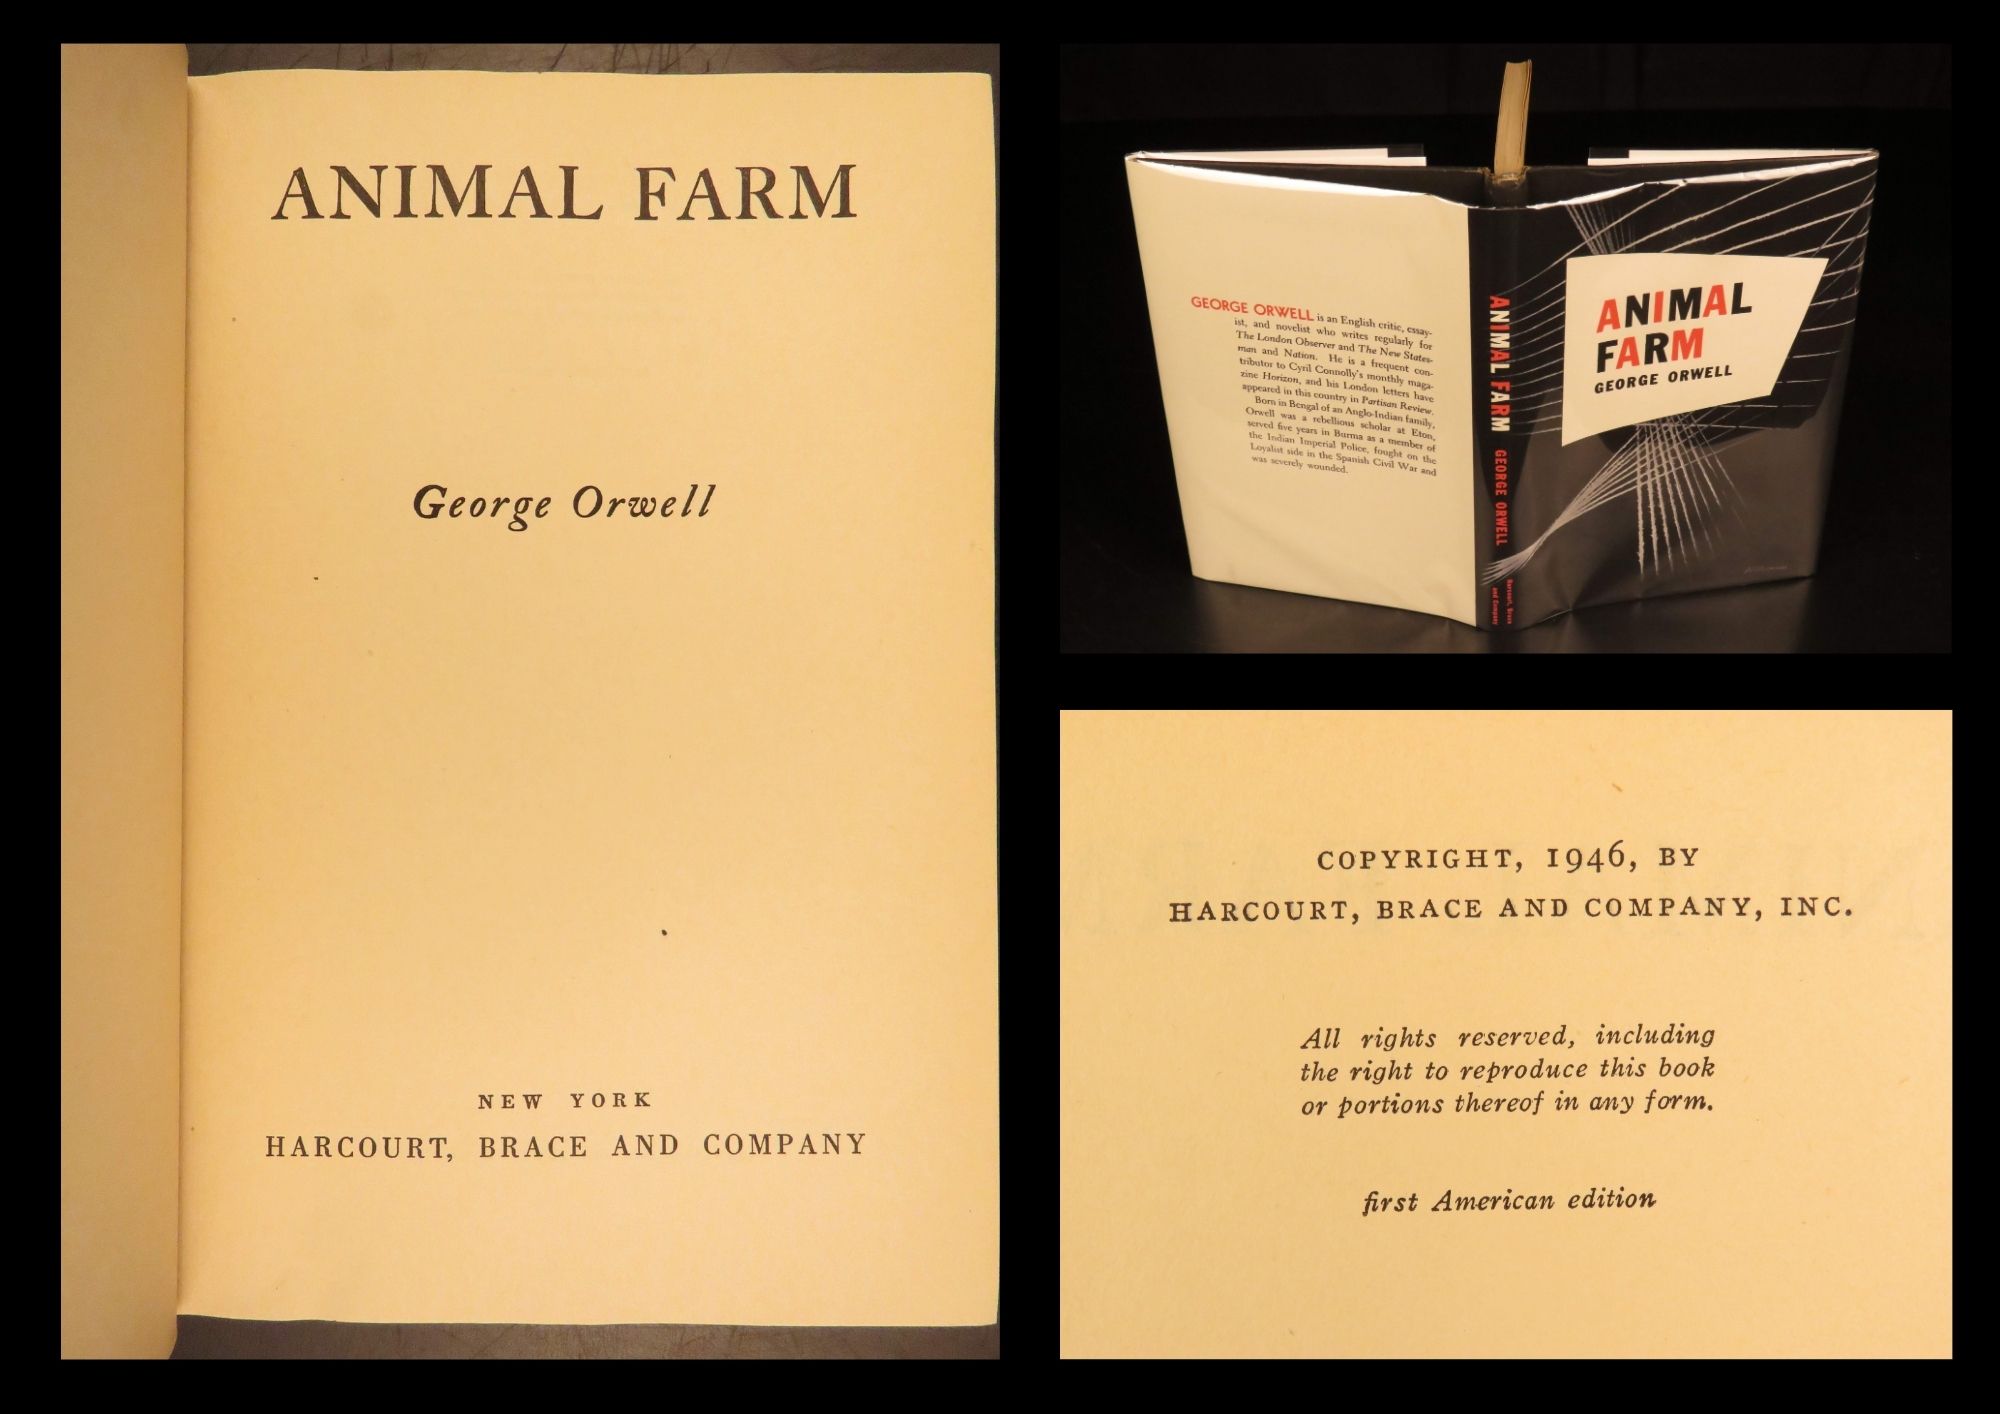 ANIMAL FARM
George Orwell
NEW YORK
HARCOURT, BRACE AND COMPANY
GEORGE ORWELL is an English critic, essay-
ist, and novelist who writes regularly for
The London Observer and The New States-
man and Nation. He is a frequent con-
tributor to Cyril Connolly's monthly maga-
zine Horizon, and his London letters have
appeared in this country in Partisan Review.
Born in Bengal of an Anglo-Indian family,
Orwell was a rebellious scholar at Eton,
served five years in Burma as a member of
the Indian Imperial Police, fought on the
Loyalist side in the Spanish Civil War and
was severely wounded.
ANIMAL FARM GEORGE ORWELL
Harcourt, Brace
and Company
ANIMAL
FARM
GEORGE ORWELL
COPYRIGHT, 1946, BY
HARCOURT, BRACE AND COMPANY, INC.
All rights reserved, including
the right to reproduce this book
or portions thereof in any form.
first American edition